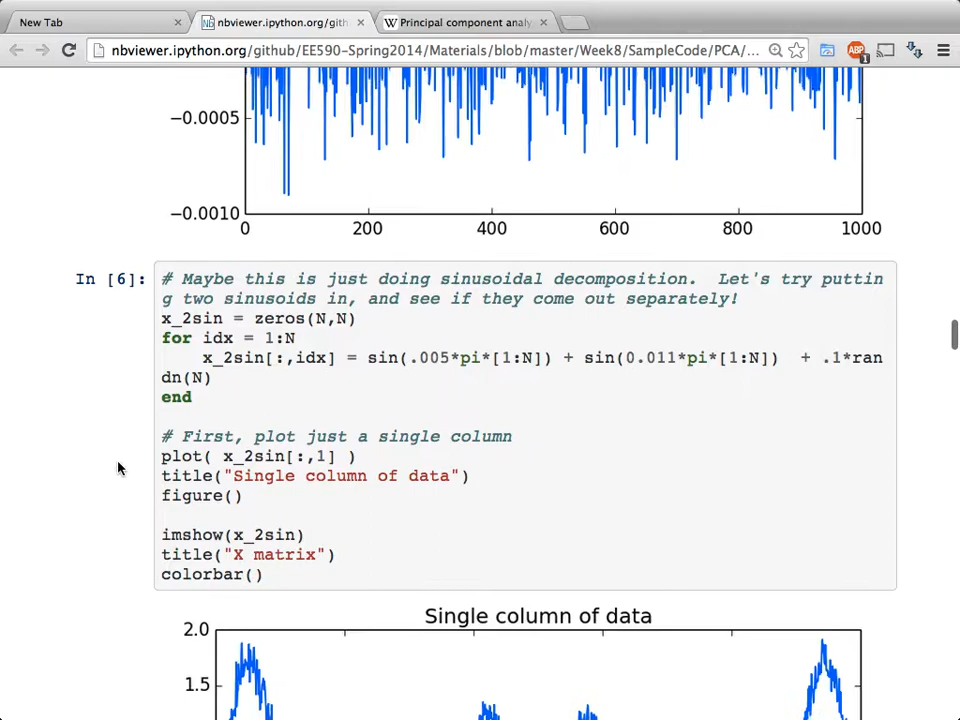 New Tab
nbviewer.ipython.org/gith
Principal component analy
nbviewer.ipython.org/github/EE590-Spring2014/Materials/blob/master/Week8/SampleCode/PCA/...
ABP
1
−0.0005
−0.0010
0 200 400 600 800 1000
In [6]:
# Maybe this is just doing sinusoidal decomposition.  Let's try puttin
g two sinusoids in, and see if they come out separately!
x_2sin = zeros(N,N)
for idx = 1:N
    x_2sin[:,idx] = sin(.005*pi*[1:N]) + sin(0.011*pi*[1:N])  + .1*ran
dn(N)
end
# First, plot just a single column
plot( x_2sin[:,1] )
title("Single column of data")
figure()
imshow(x_2sin)
title("X matrix")
colorbar()
Single column of data
2.0
1.5